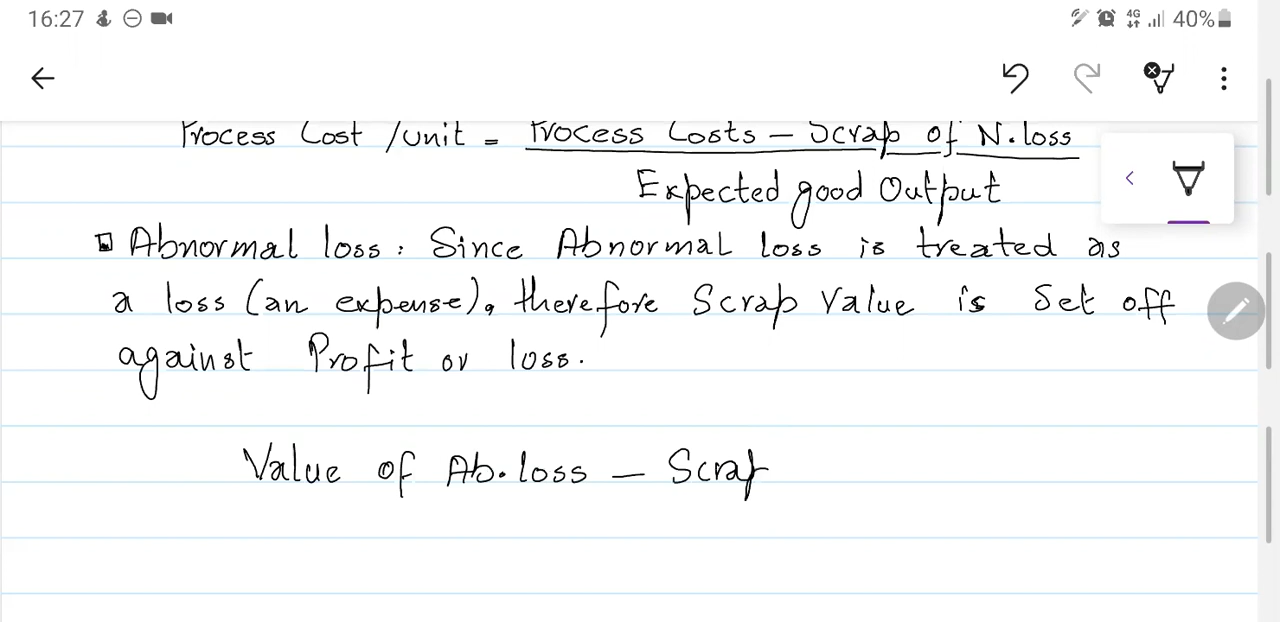 16:27 4G 40%
Process Cost /unit = Process Costs – Scrap of N.loss
Expected good Output
Abnormal loss: Since Abnormal loss is treated as
a loss (an expense), therefore Scrap Value is Set off
against Profit or loss.
Value of Ab.loss – Scrap